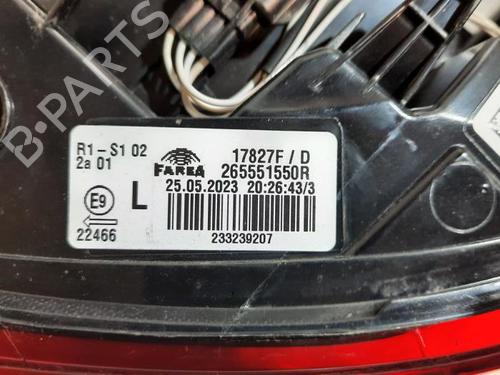 R1-S1 02
2a 01
E9
22466
L
FAREA
17827F / D
265551550R
25.05.2023 20:26:43/3
233239207
B-PARTS